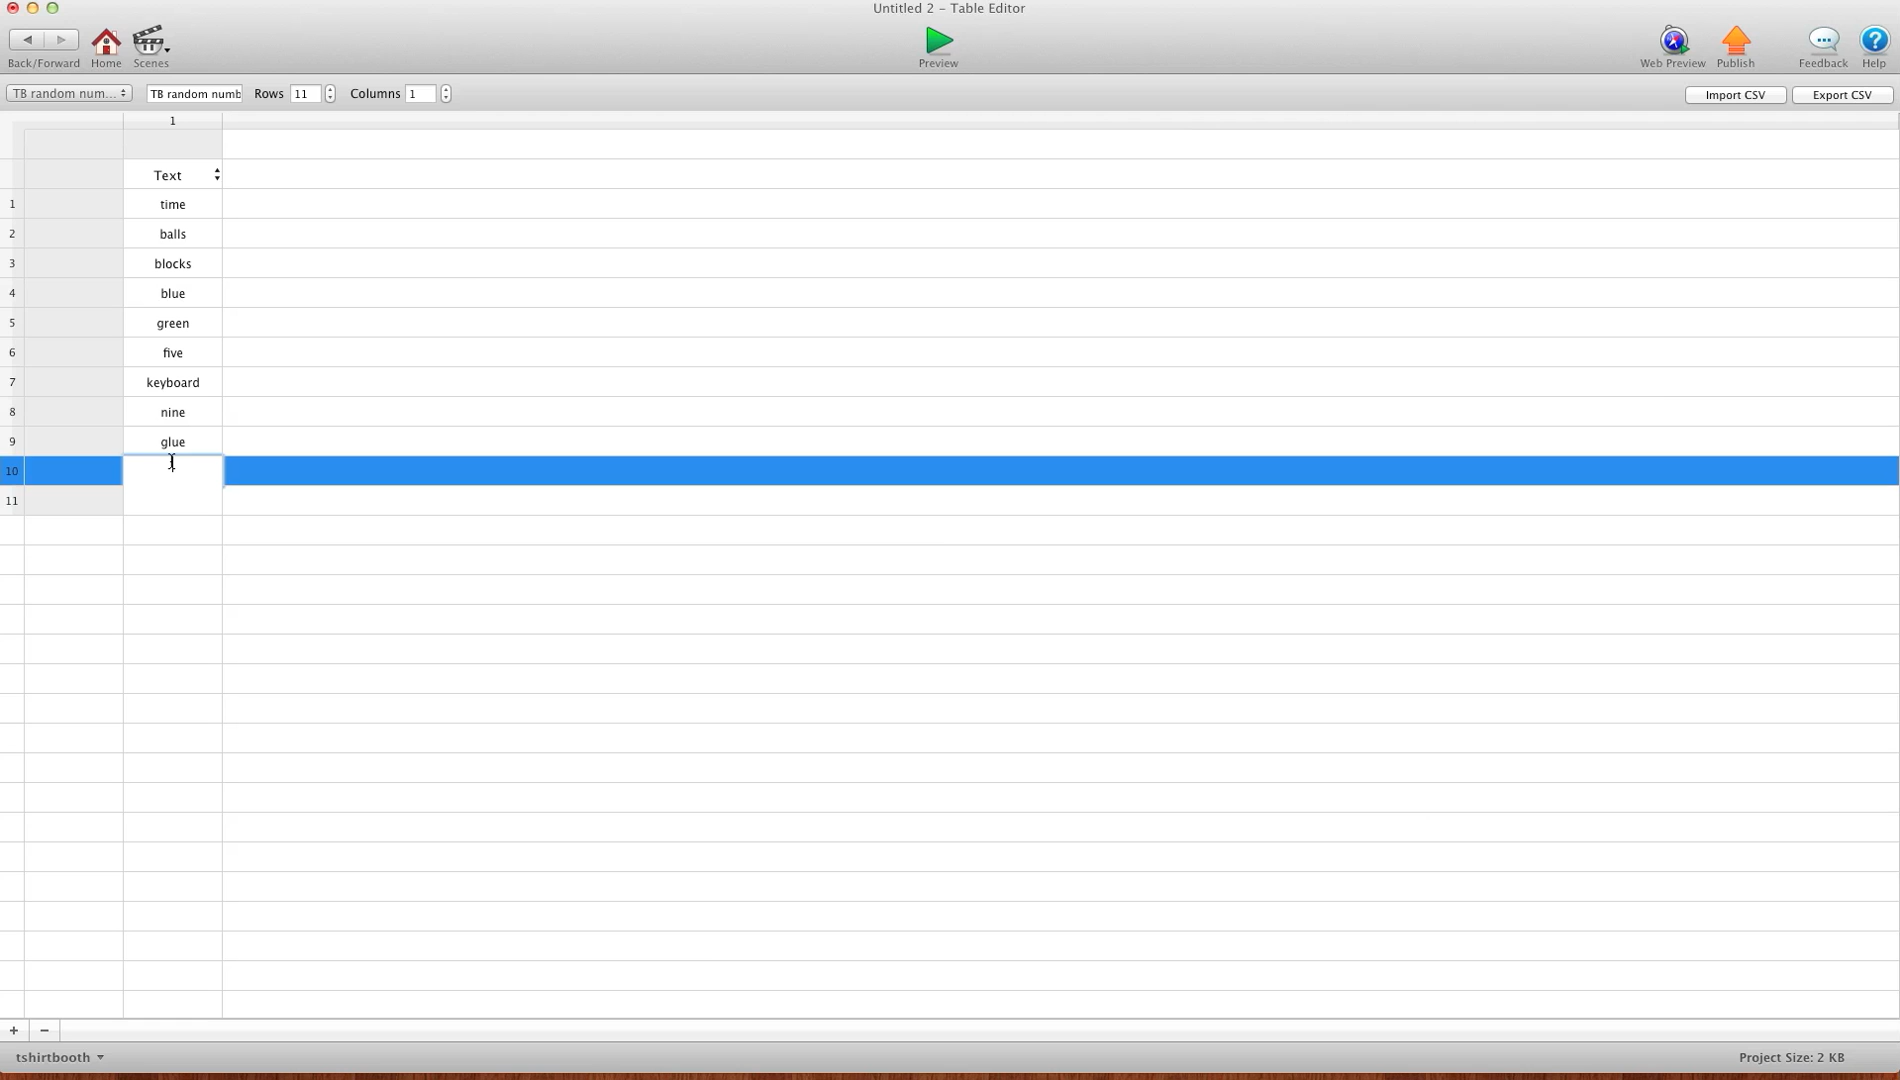 Untitled 2 – Table Editor
Back/Forward Home Scenes Preview Web Preview Publish Feedback Help
TB random num... TB random numb Rows 11 Columns 1 Import CSV Export CSV
1
Text
1 time
2 balls
3 blocks
4 blue
5 green
6 five
7 keyboard
8 nine
9 glue
10
11
+ −
tshirtbooth Project Size: 2 KB